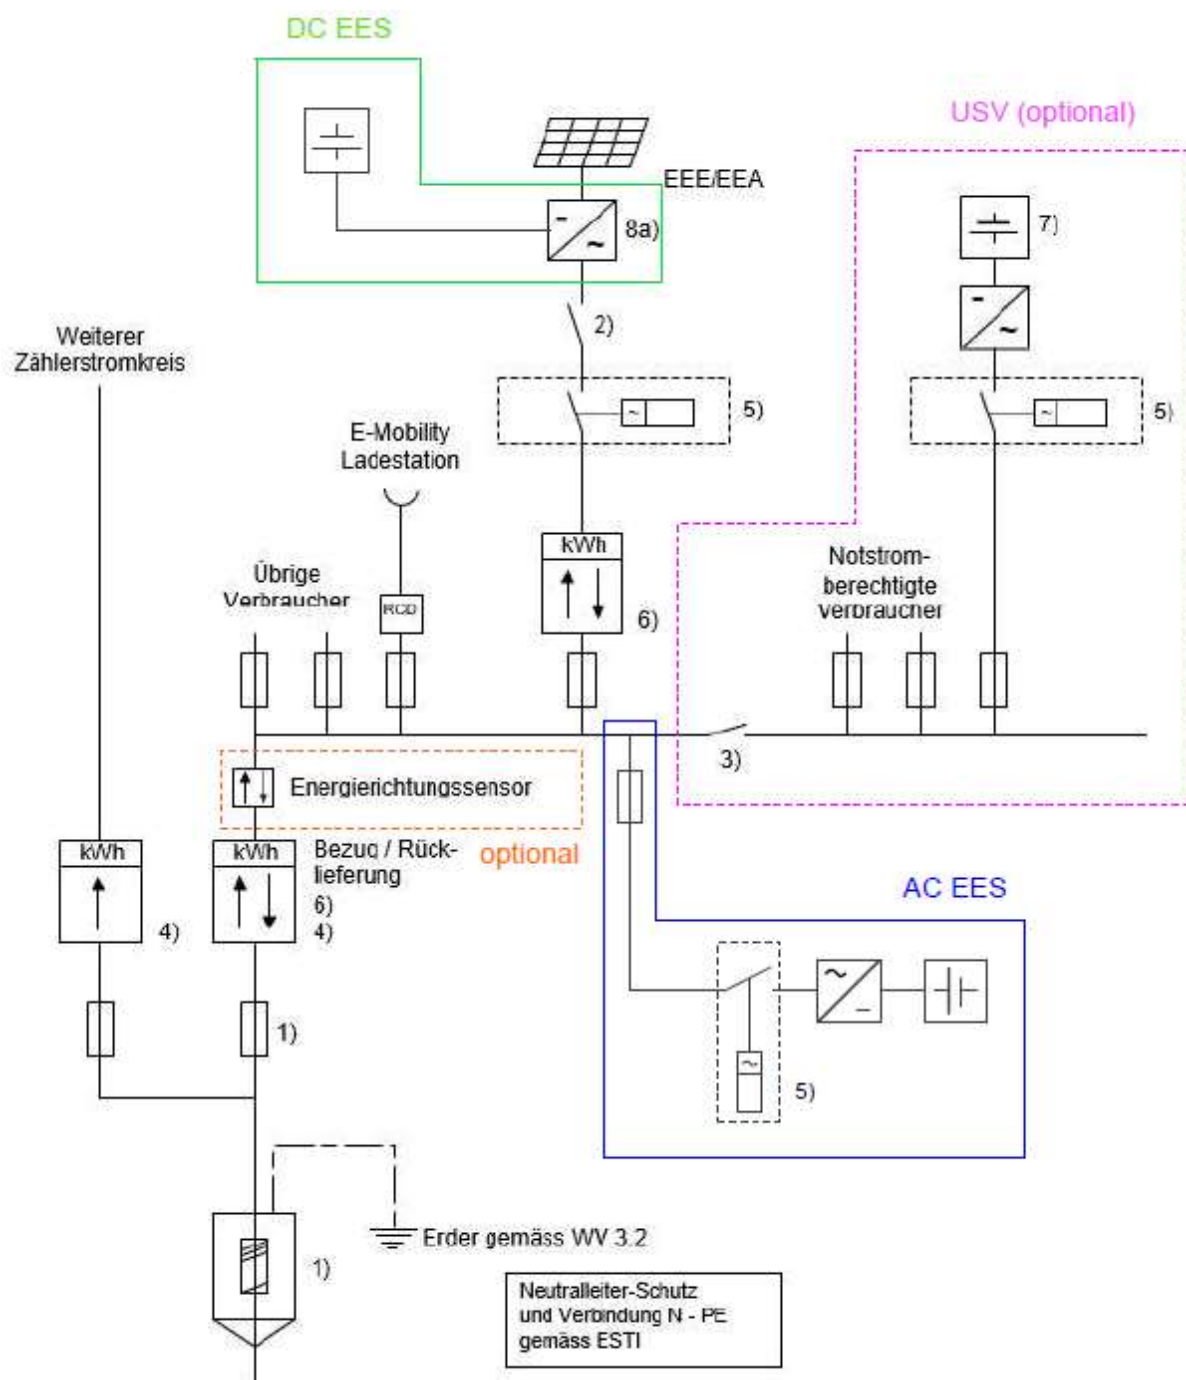 DC EES
USV (optional)
EEE/EEA
8a)
7)
2)
Weiterer
Zählerstromkreis
5)
5)
E-Mobility
Ladestation
kWh
6)
Übrige
Verbraucher
RCD
Notstrom-
berechtigte
Verbraucher
3)
Energierichtungssensor
kWh
4)
kWh
Bezug / Rück-
lieferung
6)
4)
optional
AC EES
1)
5)
Erder gemäss WV 3.2
1)
Neutralleiter-Schutz
und Verbindung N - PE
gemäss ESTI